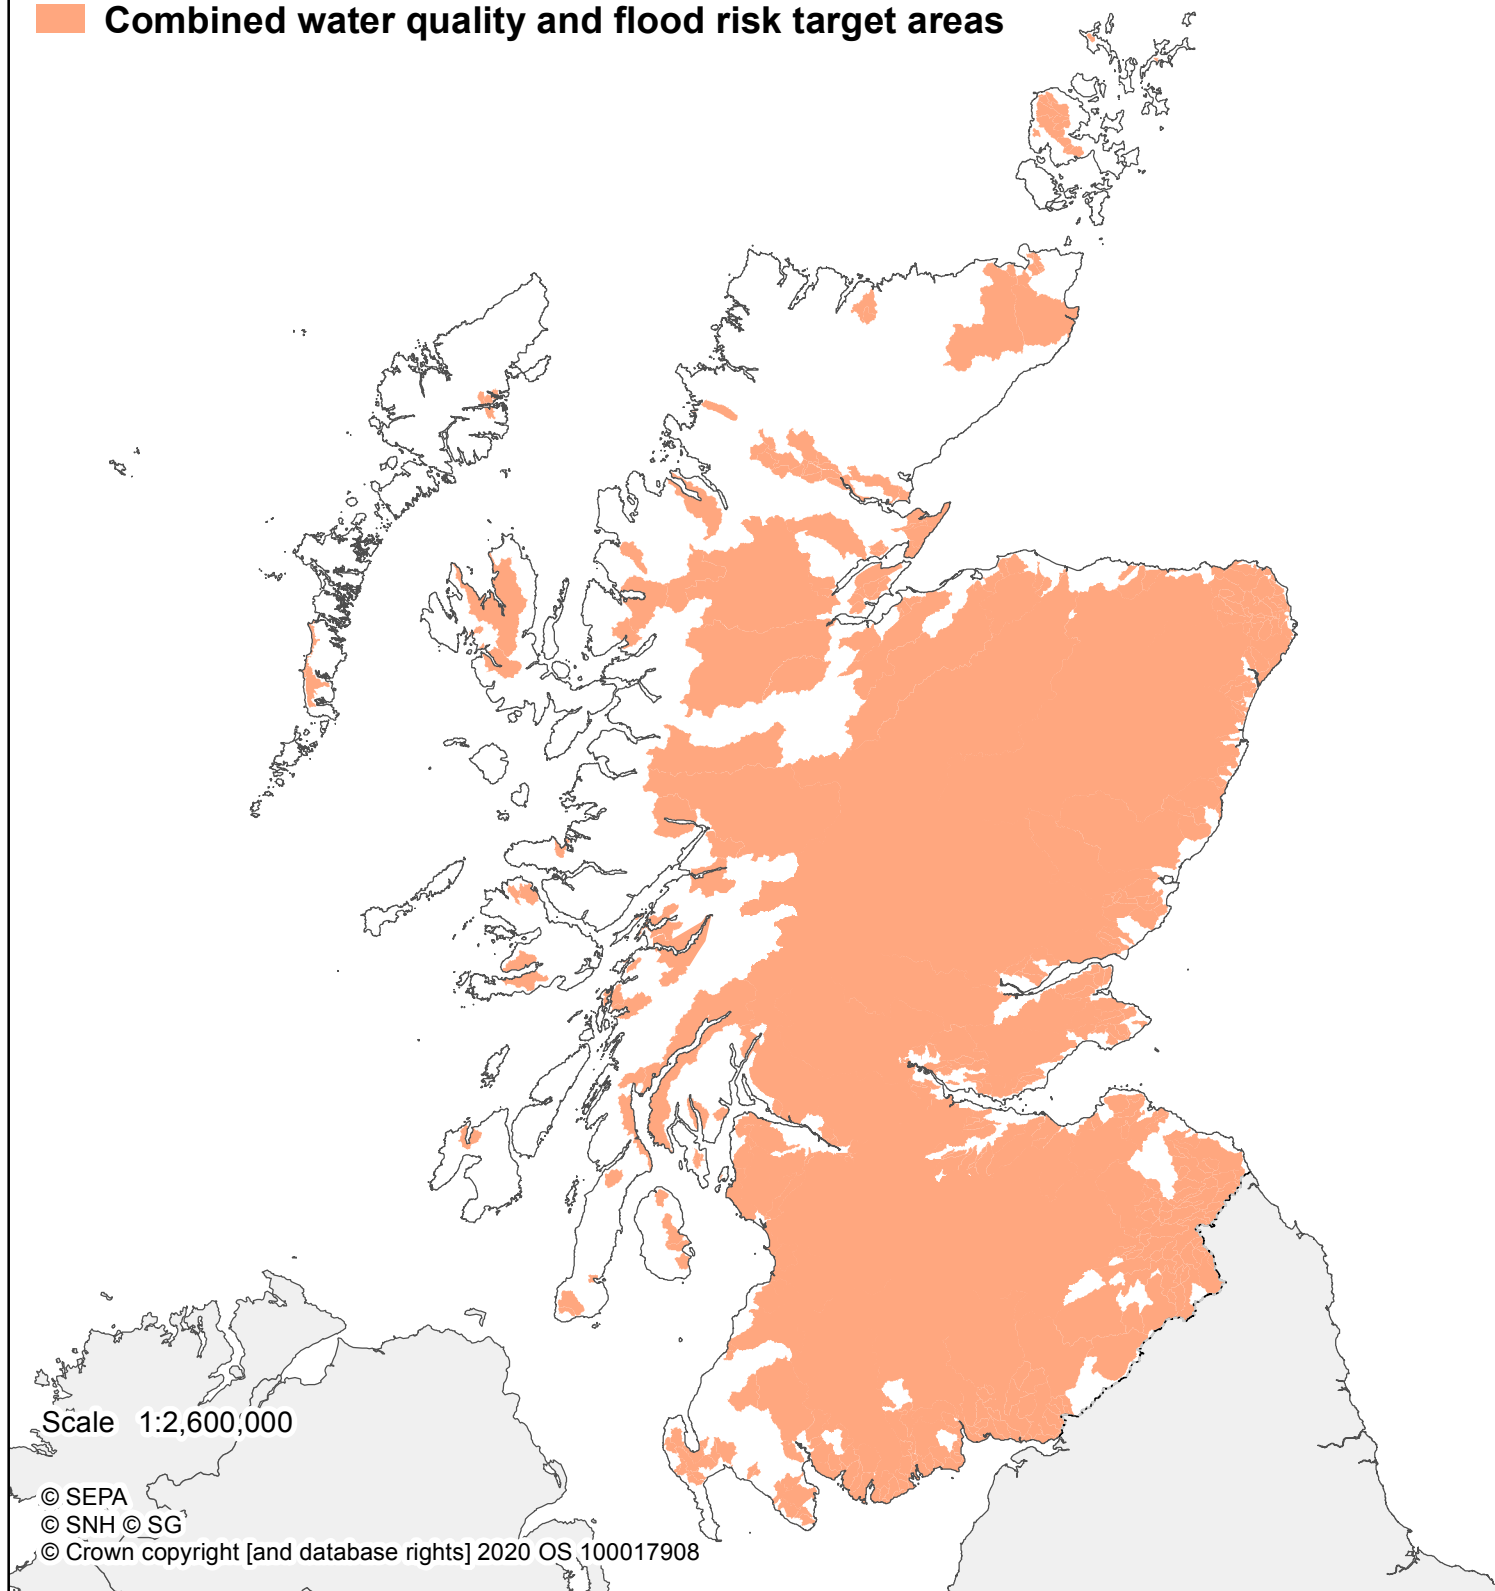 Combined water quality and flood risk target areas
Scale 1:2,600,000
© SEPA
© SNH © SG
© Crown copyright [and database rights] 2020 OS 100017908